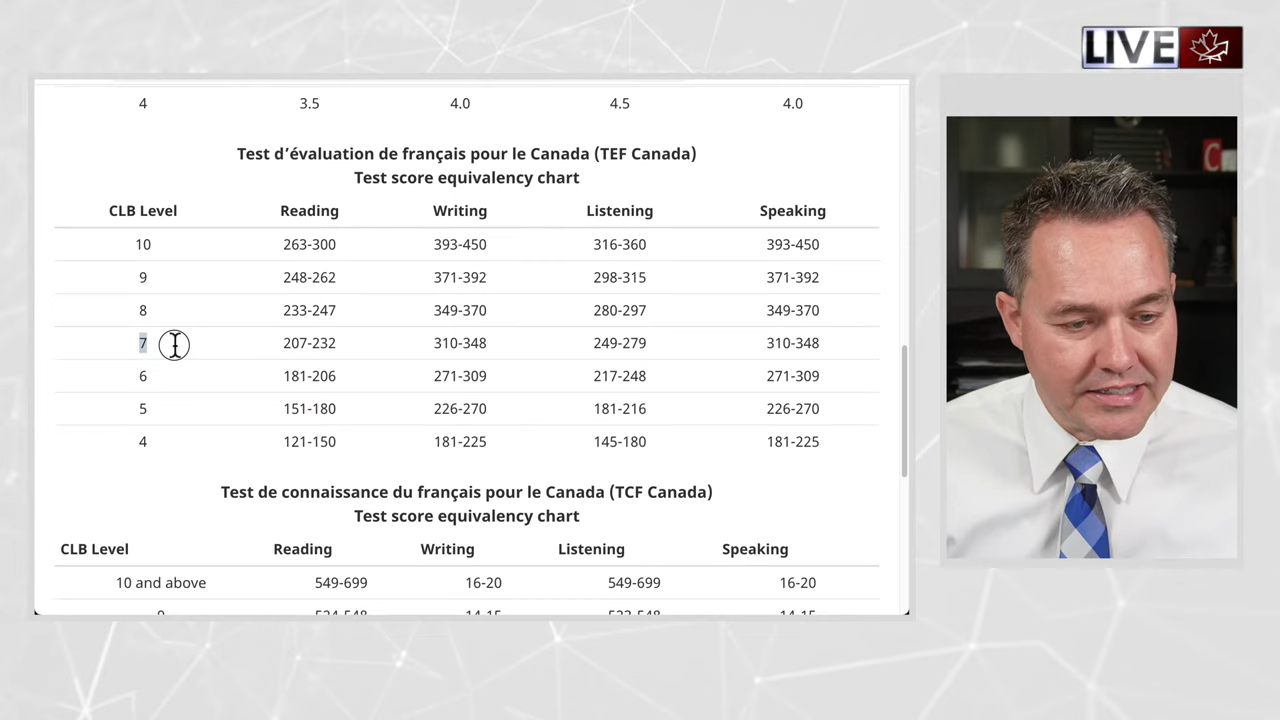 LIVE
4 3.5 4.0 4.5 4.0
Test d’évaluation de français pour le Canada (TEF Canada)
Test score equivalency chart
CLB Level Reading Writing Listening Speaking
10 263-300 393-450 316-360 393-450
9 248-262 371-392 298-315 371-392
8 233-247 349-370 280-297 349-370
7 207-232 310-348 249-279 310-348
6 181-206 271-309 217-248 271-309
5 151-180 226-270 181-216 226-270
4 121-150 181-225 145-180 181-225
Test de connaissance du français pour le Canada (TCF Canada)
Test score equivalency chart
CLB Level Reading Writing Listening Speaking
10 and above 549-699 16-20 549-699 16-20
C